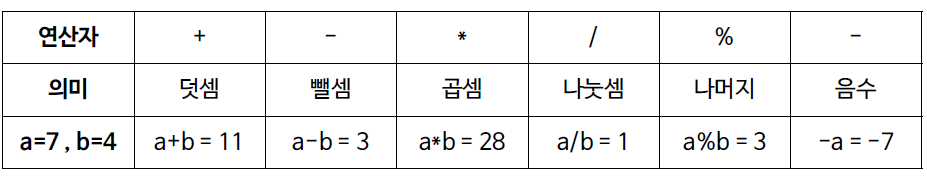 연산자 + - * / % -
의미 덧셈 뺄셈 곱셈 나눗셈 나머지 음수
a=7 , b=4 a+b = 11 a-b = 3 a*b = 28 a/b = 1 a%b = 3 -a = -7